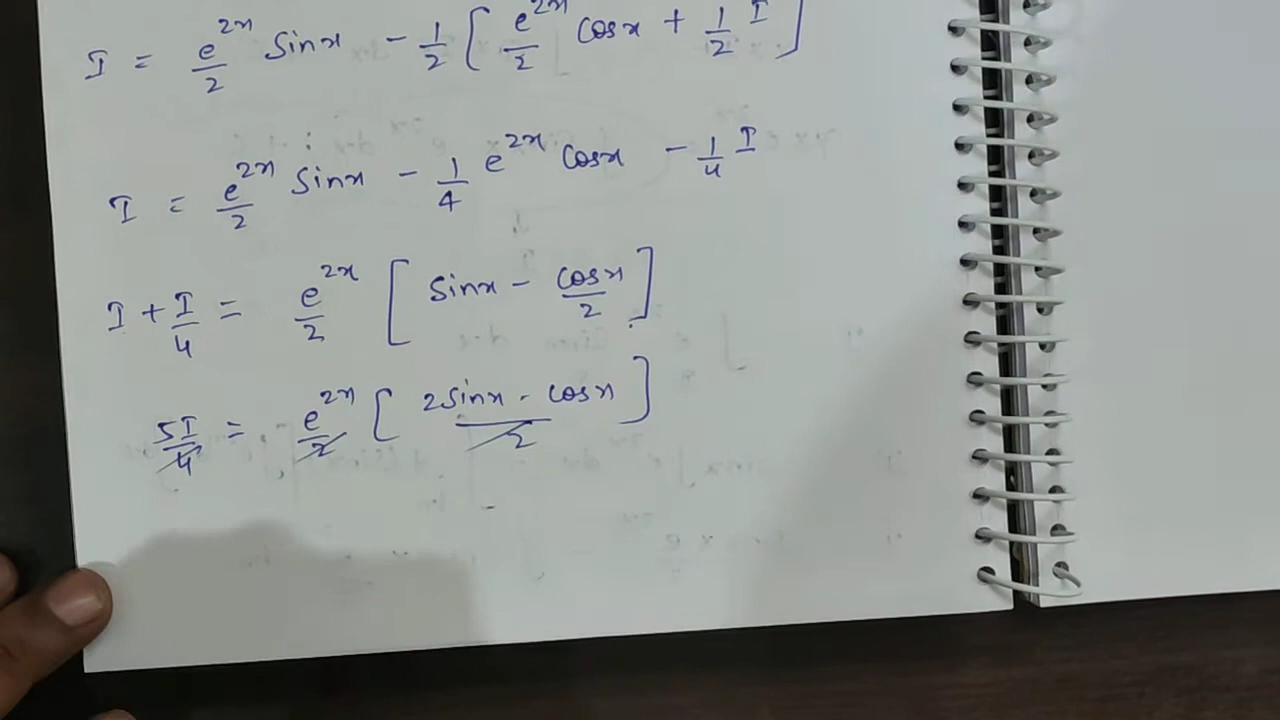 I = e^2x/2 Sinx - 1/2 [ e^2x/2 Cosx + 1/2 I ]
I = e^2x/2 Sinx - 1/4 e^2x Cosx - 1/4 I
I + I/4 = e^2x/2 [ Sinx - Cosx/2 ]
5I/4 = e^2x/2 [ 2Sinx - Cosx/2 ]